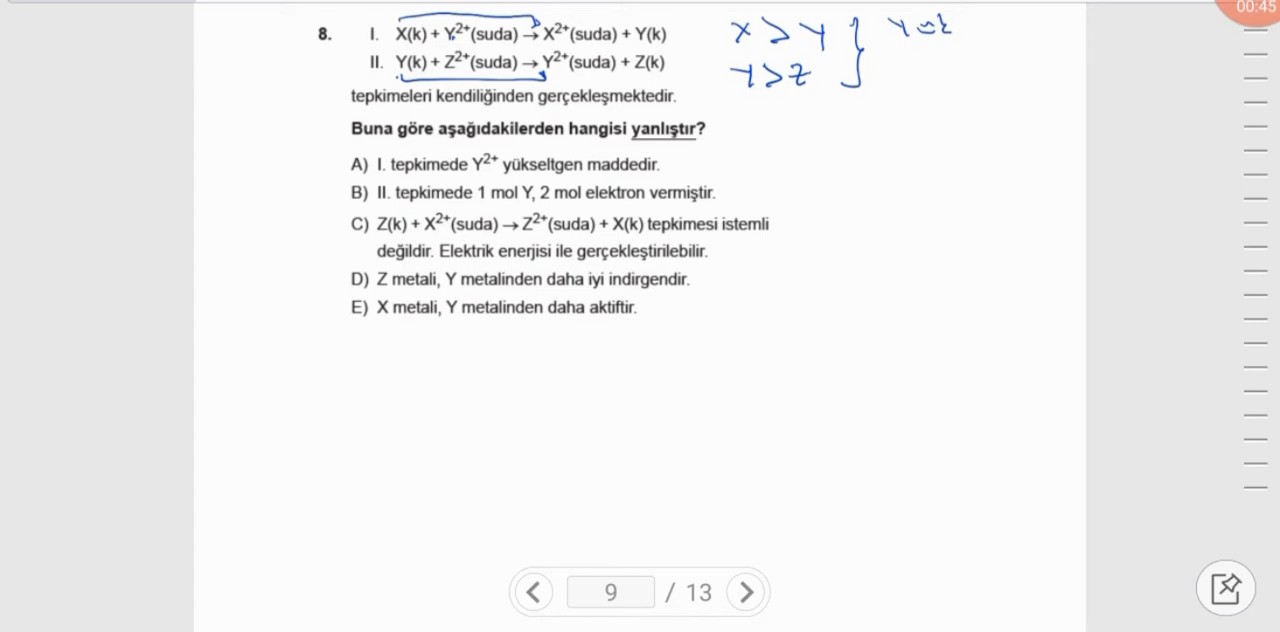 00:45
8. I. X(k) + Y²⁺(suda) → X²⁺(suda) + Y(k)
II. Y(k) + Z²⁺(suda) → Y²⁺(suda) + Z(k)
X > Y
Y > Z
tepkimeleri kendiliğinden gerçekleşmektedir.
Buna göre aşağıdakilerden hangisi yanlıştır?
A) I. tepkimede Y²⁺ yükseltgen maddedir.
B) II. tepkimede 1 mol Y, 2 mol elektron vermiştir.
C) Z(k) + X²⁺(suda) → Z²⁺(suda) + X(k) tepkimesi istemli
değildir. Elektrik enerjisi ile gerçekleştirilebilir.
D) Z metali, Y metalinden daha iyi indirgendir.
E) X metali, Y metalinden daha aktiftir.
9 / 13